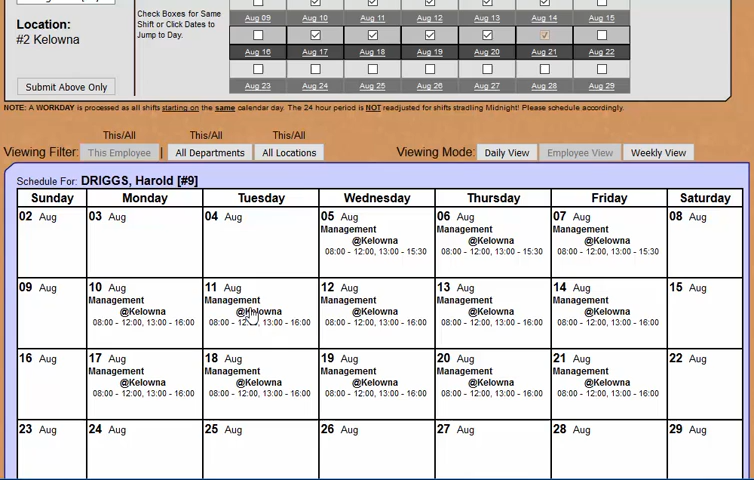 Location:
#2 Kelowna
Submit Above Only
Check Boxes for Same
Shift or Click Dates to
Jump to Day.
Aug 09 Aug 10 Aug 11 Aug 12 Aug 13 Aug 14 Aug 15
Aug 16 Aug 17 Aug 18 Aug 19 Aug 20 Aug 21 Aug 22
Aug 23 Aug 24 Aug 25 Aug 26 Aug 27 Aug 28 Aug 29
NOTE: A WORKDAY is processed as all shifts starting on the same calendar day. The 24 hour period is NOT readjusted for shifts stradling Midnight! Please schedule accordingly.
This/All This/All This/All
Viewing Filter: This Employee | All Departments All Locations Viewing Mode: Daily View Employee View Weekly View
Schedule For: DRIGGS, Harold [#9]
Sunday Monday Tuesday Wednesday Thursday Friday Saturday
02 Aug 03 Aug 04 Aug 05 Aug 06 Aug 07 Aug 08 Aug
Management Management Management
@Kelowna @Kelowna @Kelowna
08:00 - 12:00, 13:00 - 15:30 08:00 - 12:00, 13:00 - 15:30 08:00 - 12:00, 13:00 - 15:30
09 Aug 10 Aug 11 Aug 12 Aug 13 Aug 14 Aug 15 Aug
Management Management Management Management Management
@Kelowna @Kelowna @Kelowna @Kelowna @Kelowna
08:00 - 12:00, 13:00 - 16:00 08:00 - 12:00, 13:00 - 16:00 08:00 - 12:00, 13:00 - 16:00 08:00 - 12:00, 13:00 - 16:00 08:00 - 12:00, 13:00 - 16:00
16 Aug 17 Aug 18 Aug 19 Aug 20 Aug 21 Aug 22 Aug
Management Management Management Management Management
@Kelowna @Kelowna @Kelowna @Kelowna @Kelowna
08:00 - 12:00, 13:00 - 16:00 08:00 - 12:00, 13:00 - 16:00 08:00 - 12:00, 13:00 - 16:00 08:00 - 12:00, 13:00 - 16:00 08:00 - 12:00, 13:00 - 16:00
23 Aug 24 Aug 25 Aug 26 Aug 27 Aug 28 Aug 29 Aug